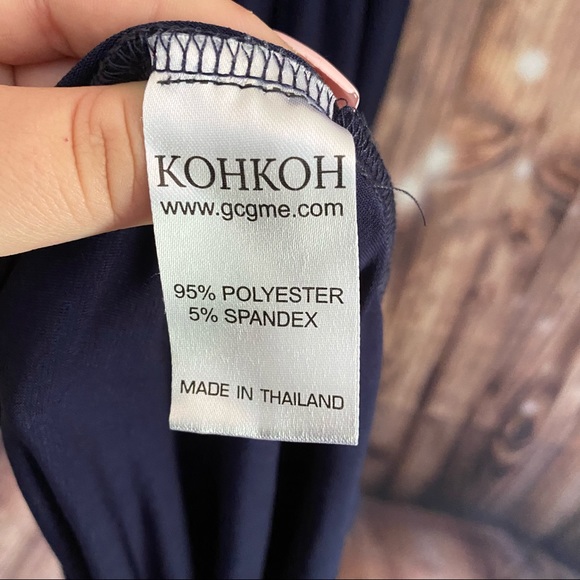 KOHKOH
www.gcgme.com
95% POLYESTER
5% SPANDEX
MADE IN THAILAND